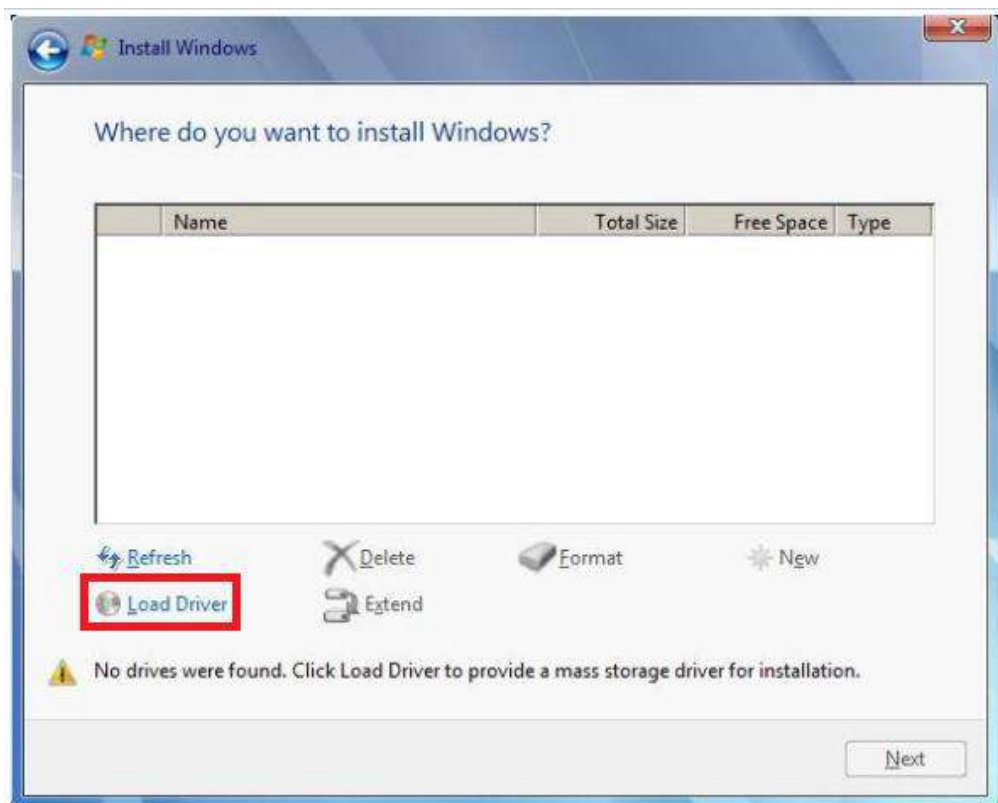 Install Windows
Where do you want to install Windows?
Name Total Size Free Space Type
Refresh Delete Format New
Load Driver Extend
No drives were found. Click Load Driver to provide a mass storage driver for installation.
Next